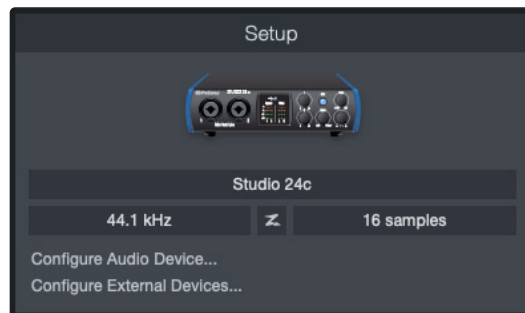 Setup
Studio 24c
44.1 kHz Z 16 samples
Configure Audio Device...
Configure External Devices...